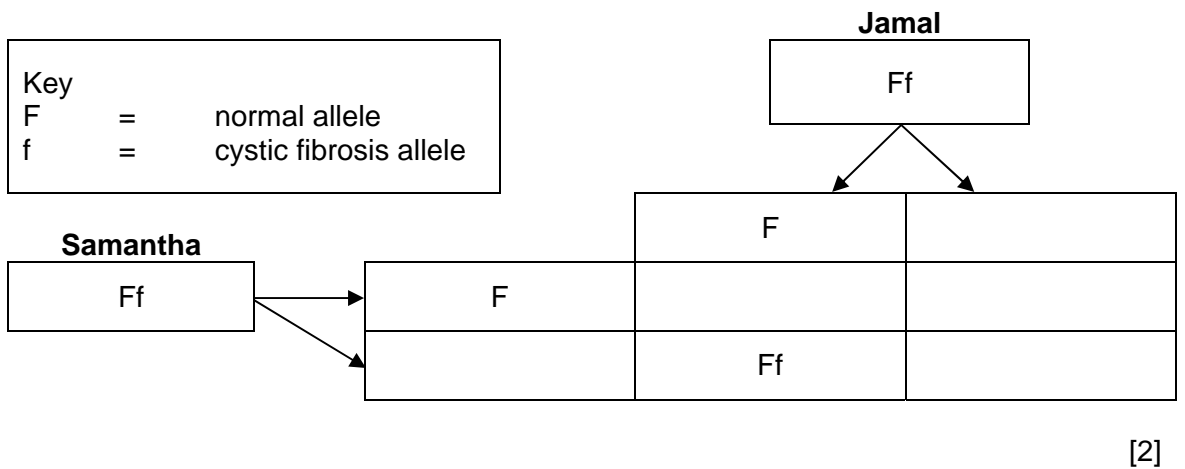 Jamal
Key
F = normal allele
f = cystic fibrosis allele
Ff
F
Samantha
Ff F
Ff
[2]